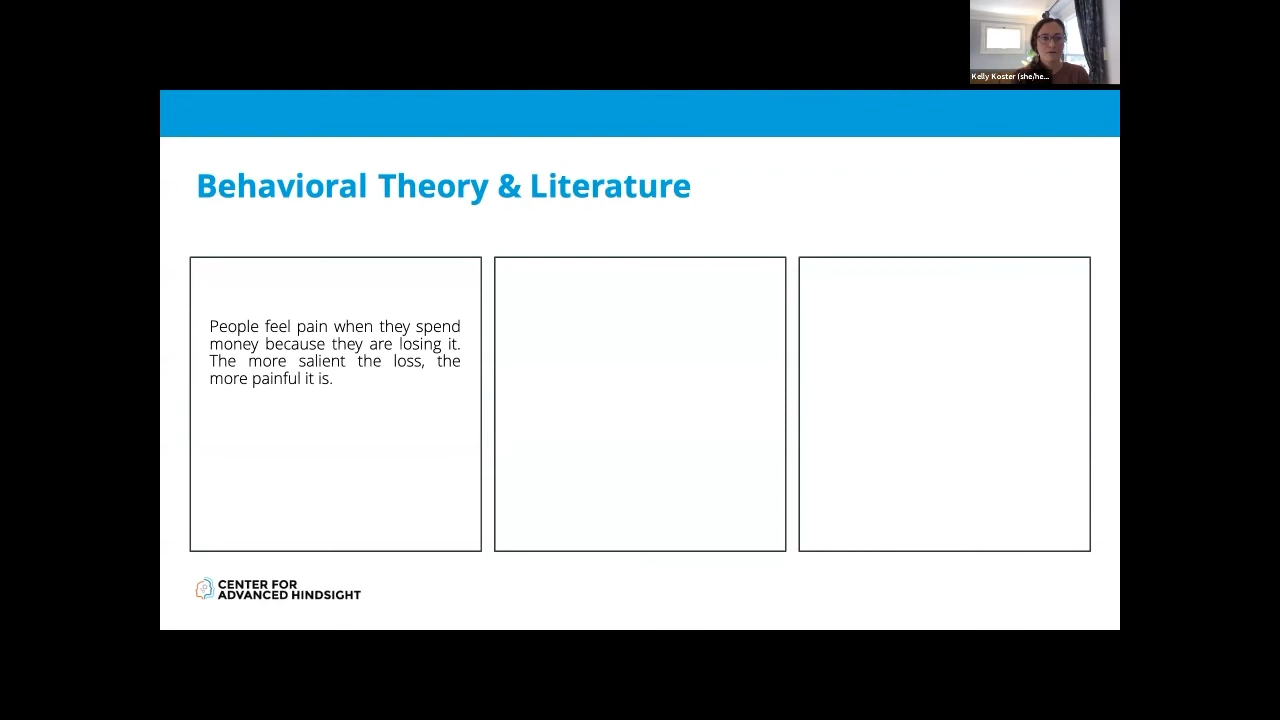 Kelly Koster (she/he...
Behavioral Theory & Literature
People feel pain when they spend
money because they are losing it.
The more salient the loss, the
more painful it is.
CENTER FOR
ADVANCED HINDSIGHT